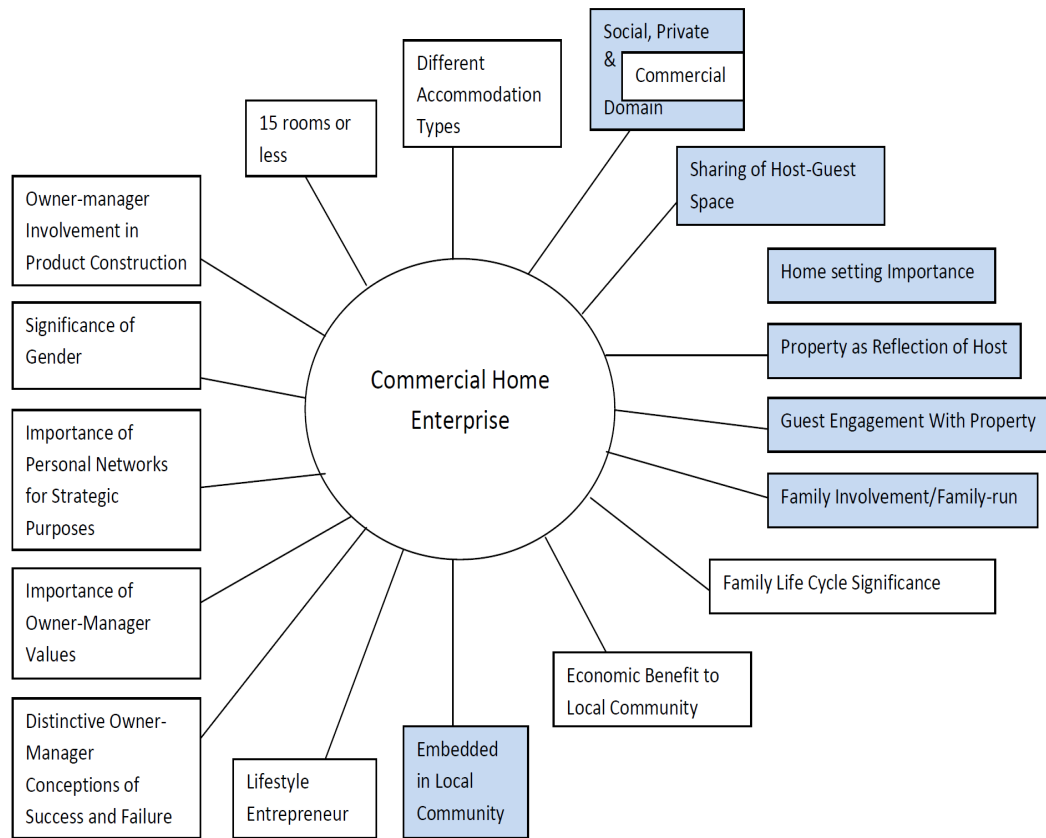 Social, Private
&
Commercial
Domain
Different
Accommodation
Types
15 rooms or
less
Sharing of Host-Guest
Space
Owner-manager
Involvement in
Product Construction
Home setting Importance
Significance of
Gender
Property as Reflection of Host
Commercial Home
Enterprise
Guest Engagement With Property
Importance of
Personal Networks
for Strategic
Purposes
Family Involvement/Family-run
Family Life Cycle Significance
Importance of
Owner-Manager
Values
Economic Benefit to
Local Community
Distinctive Owner-
Manager
Conceptions of
Success and Failure
Lifestyle
Entrepreneur
Embedded
in Local
Community